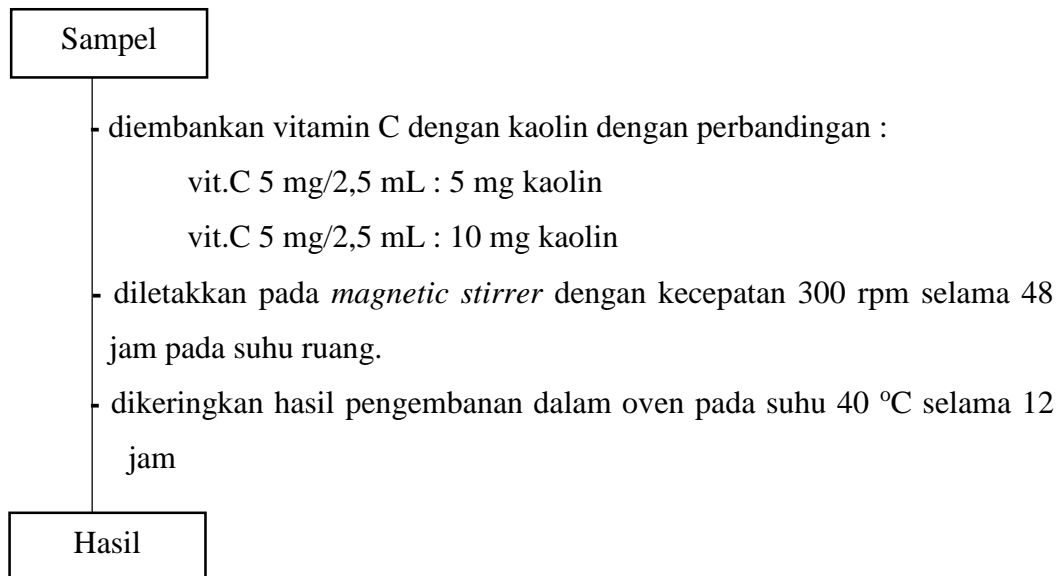 Sampel
- diembankan vitamin C dengan kaolin dengan perbandingan :
vit.C 5 mg/2,5 mL : 5 mg kaolin
vit.C 5 mg/2,5 mL : 10 mg kaolin
- diletakkan pada magnetic stirrer dengan kecepatan 300 rpm selama 48
jam pada suhu ruang.
- dikeringkan hasil pengembanan dalam oven pada suhu 40 ºC selama 12
jam
Hasil